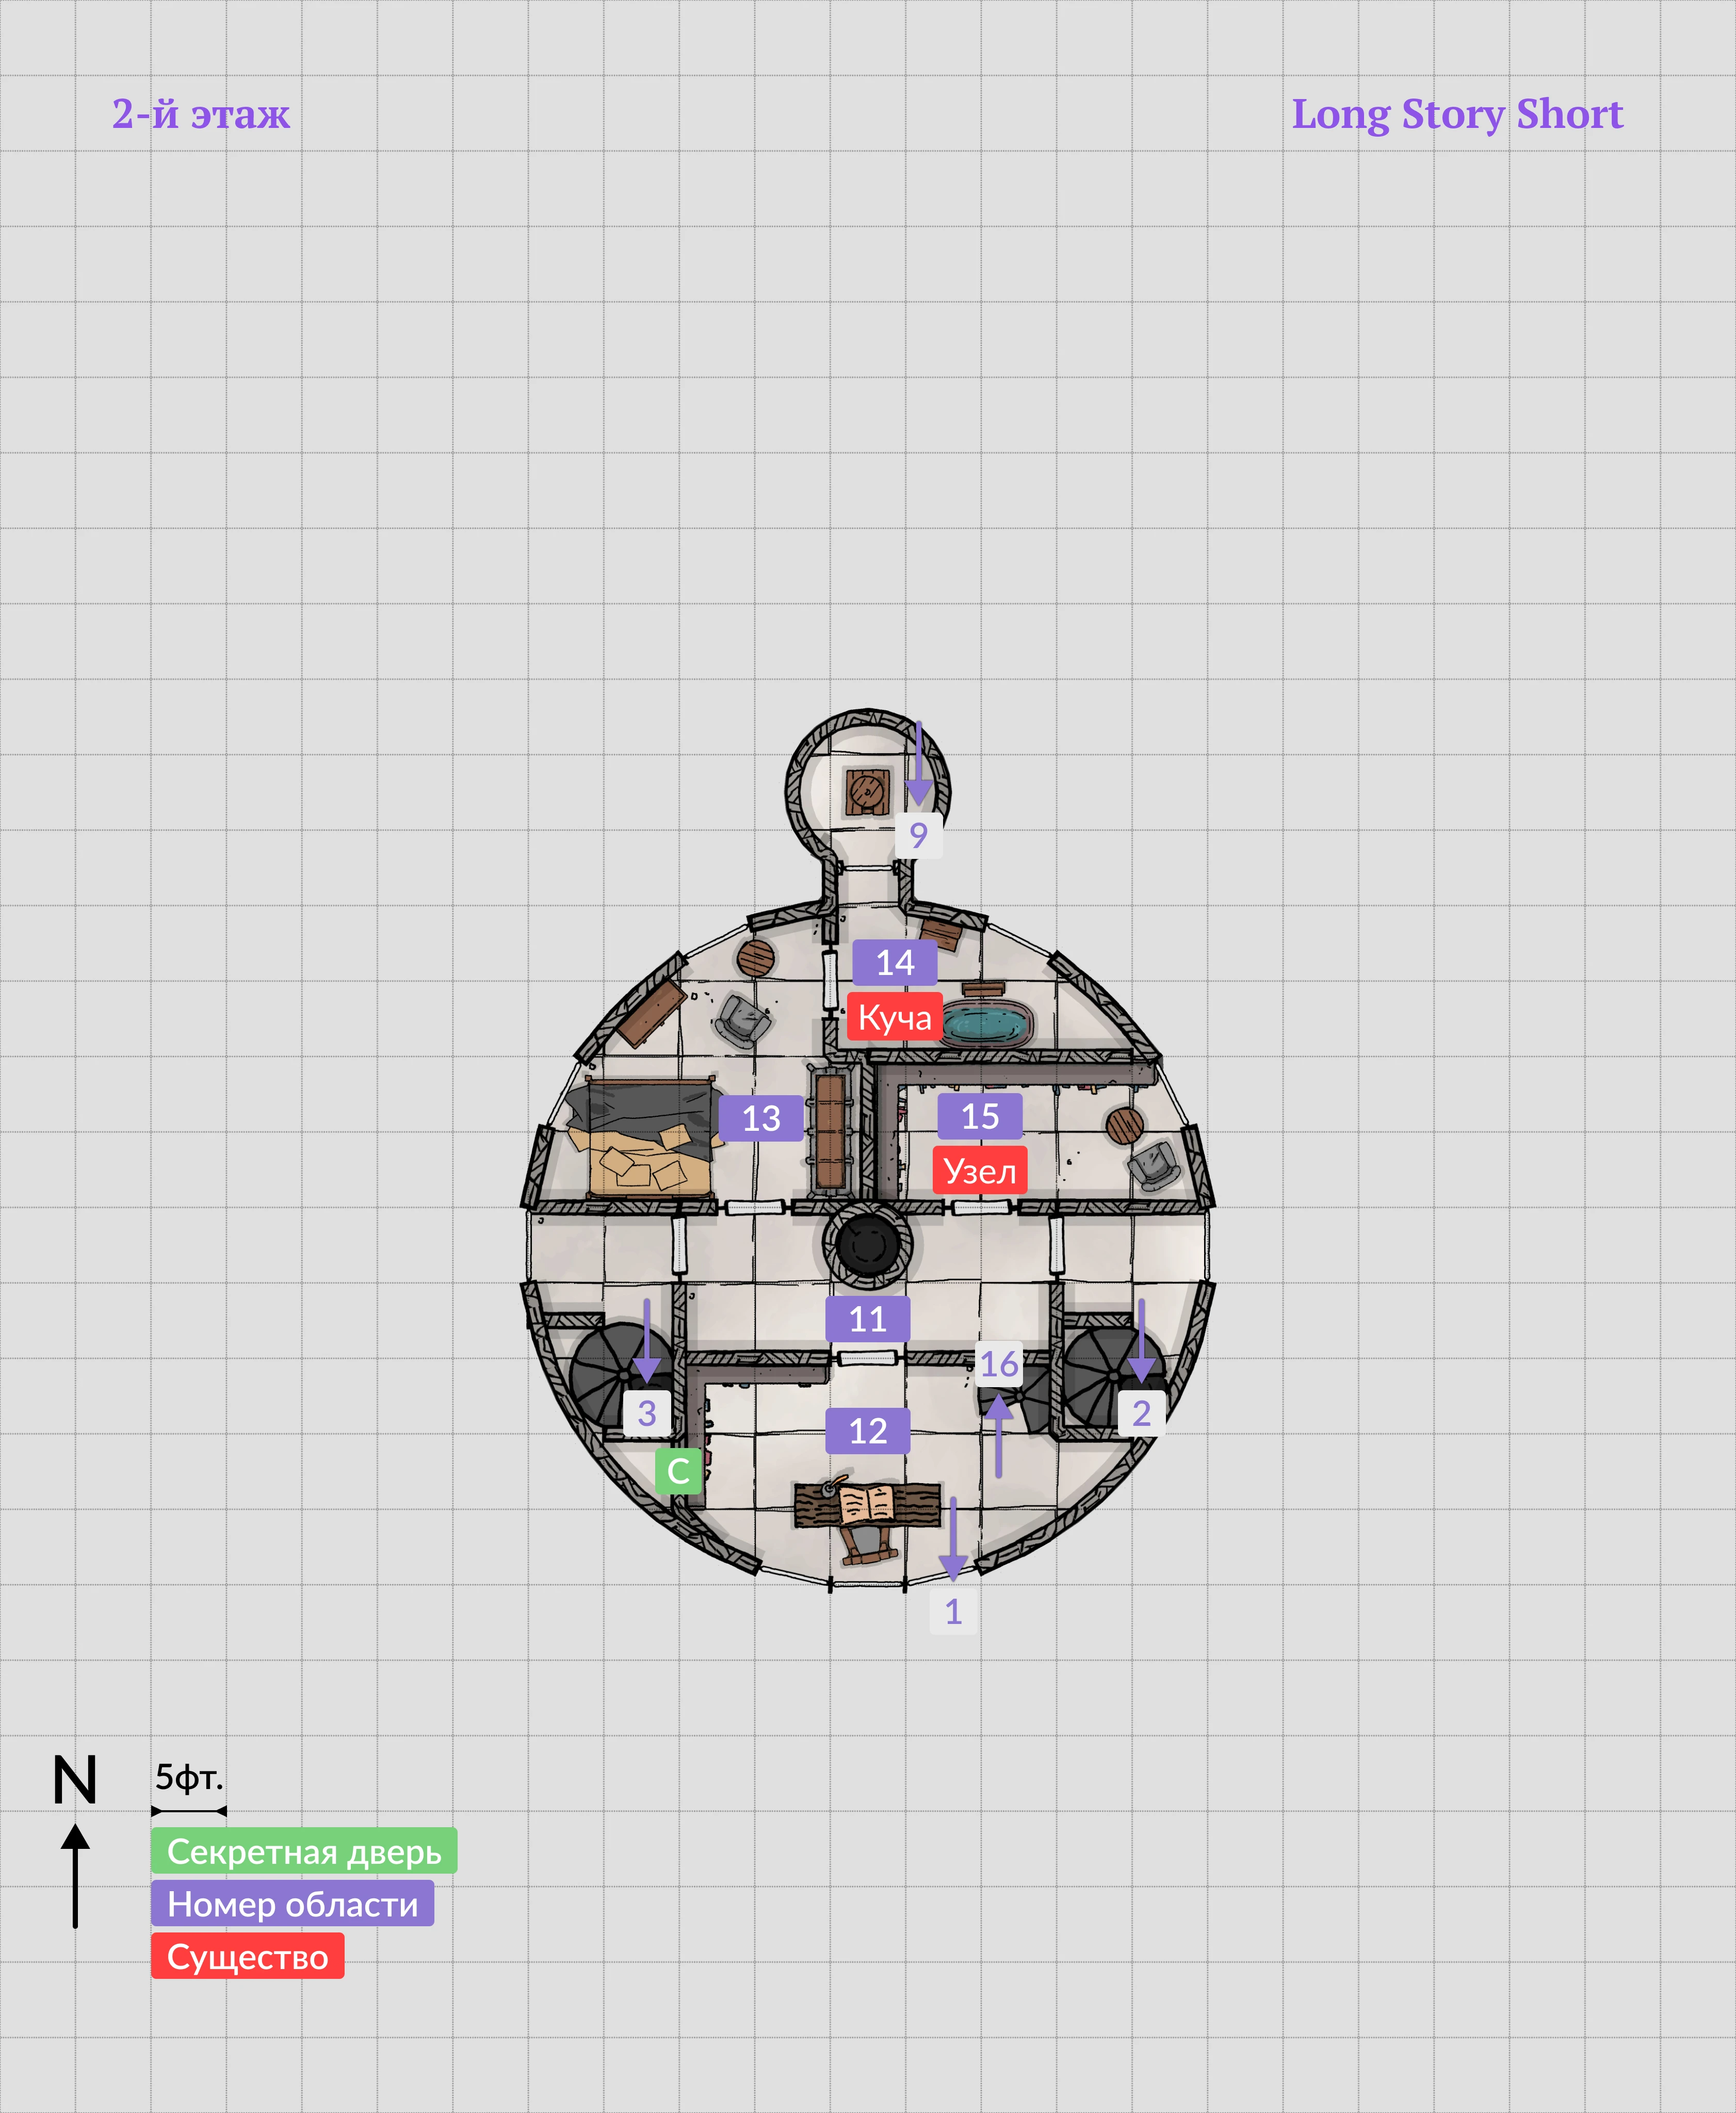 2-й этаж
Long Story Short
9
14
Куча
13
15
Узел
11
16
3
2
12
С
1
N
5фт.
Секретная дверь
Номер области
Существо